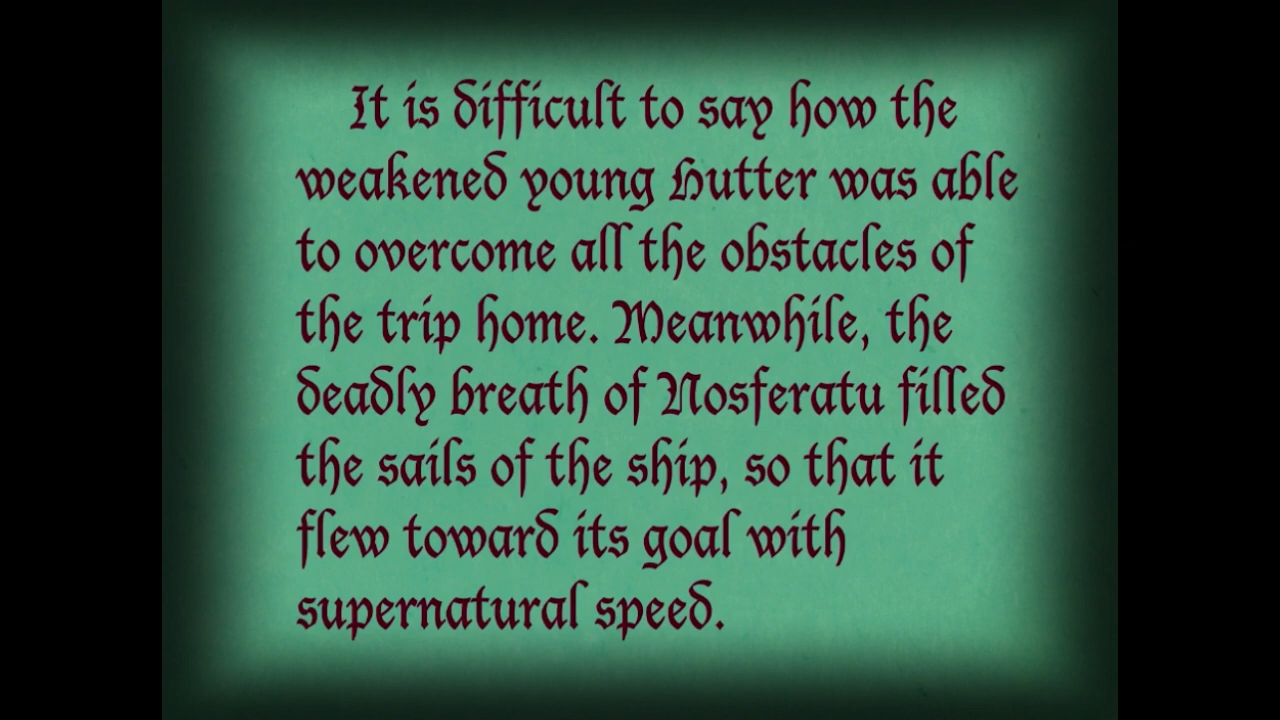 It is difficult to say how the
weakened young Hutter was able
to overcome all the obstacles of
the trip home. Meanwhile, the
deadly breath of Nosferatu filled
the sails of the ship, so that it
flew toward its goal with
supernatural speed.